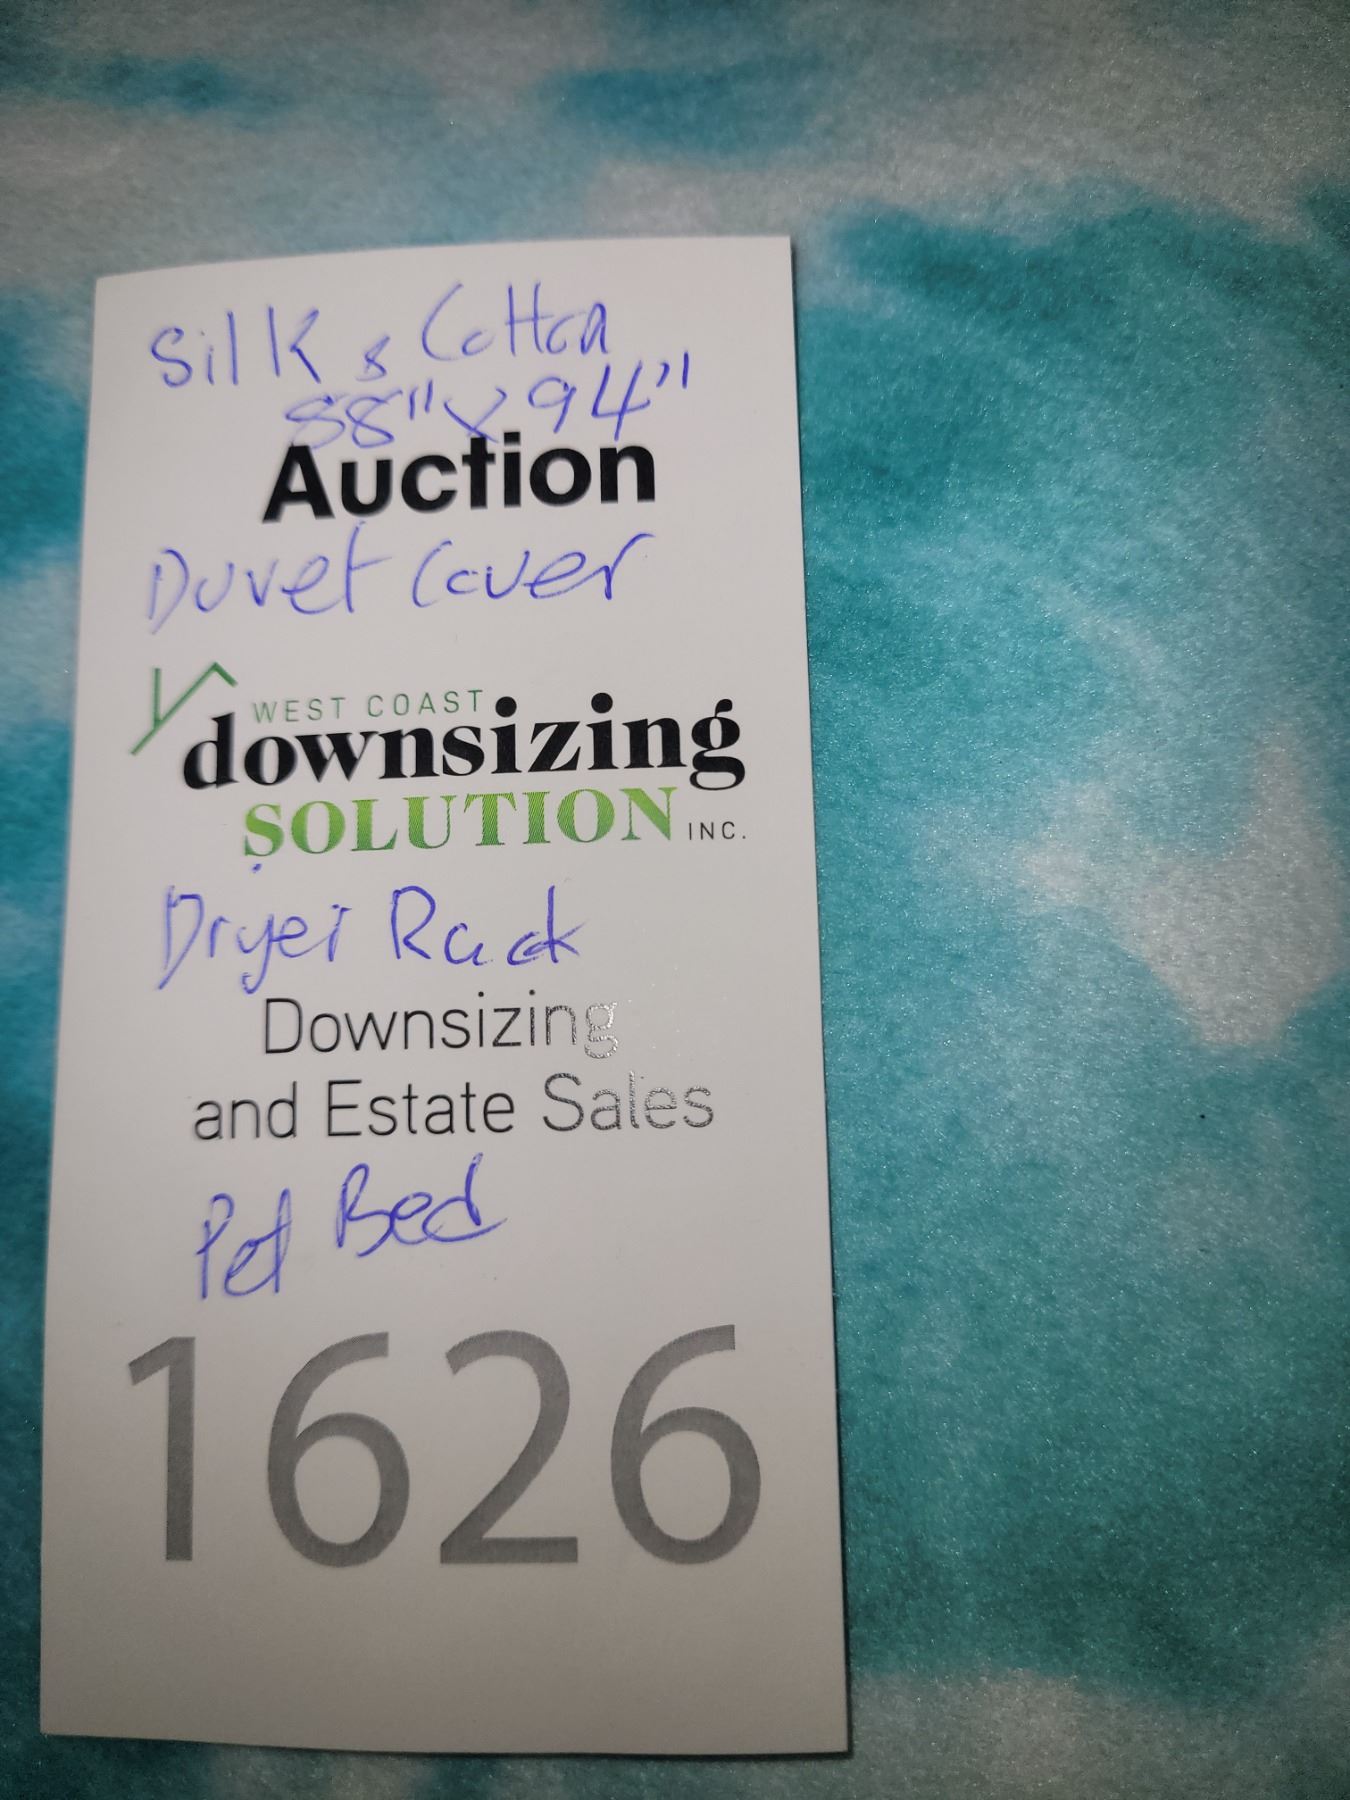 Silk & Cotton
88" x 94"
Auction
Duvet Cover
WEST COAST
downsizing
SOLUTION INC.
Dryer Rack
Downsizing
and Estate Sales
Pet Bed
1626